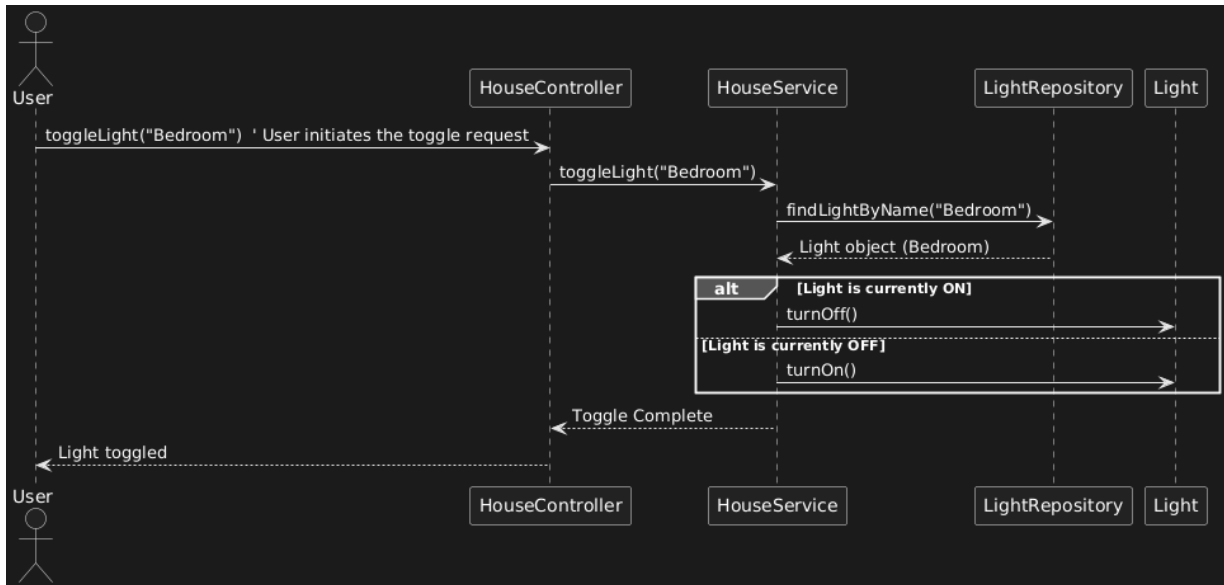 User
HouseController
HouseService
LightRepository
Light
toggleLight("Bedroom")  ' User initiates the toggle request
toggleLight("Bedroom")
findLightByName("Bedroom")
Light object (Bedroom)
alt
[Light is currently ON]
turnOff()
[Light is currently OFF]
turnOn()
Toggle Complete
Light toggled
User
HouseController
HouseService
LightRepository
Light